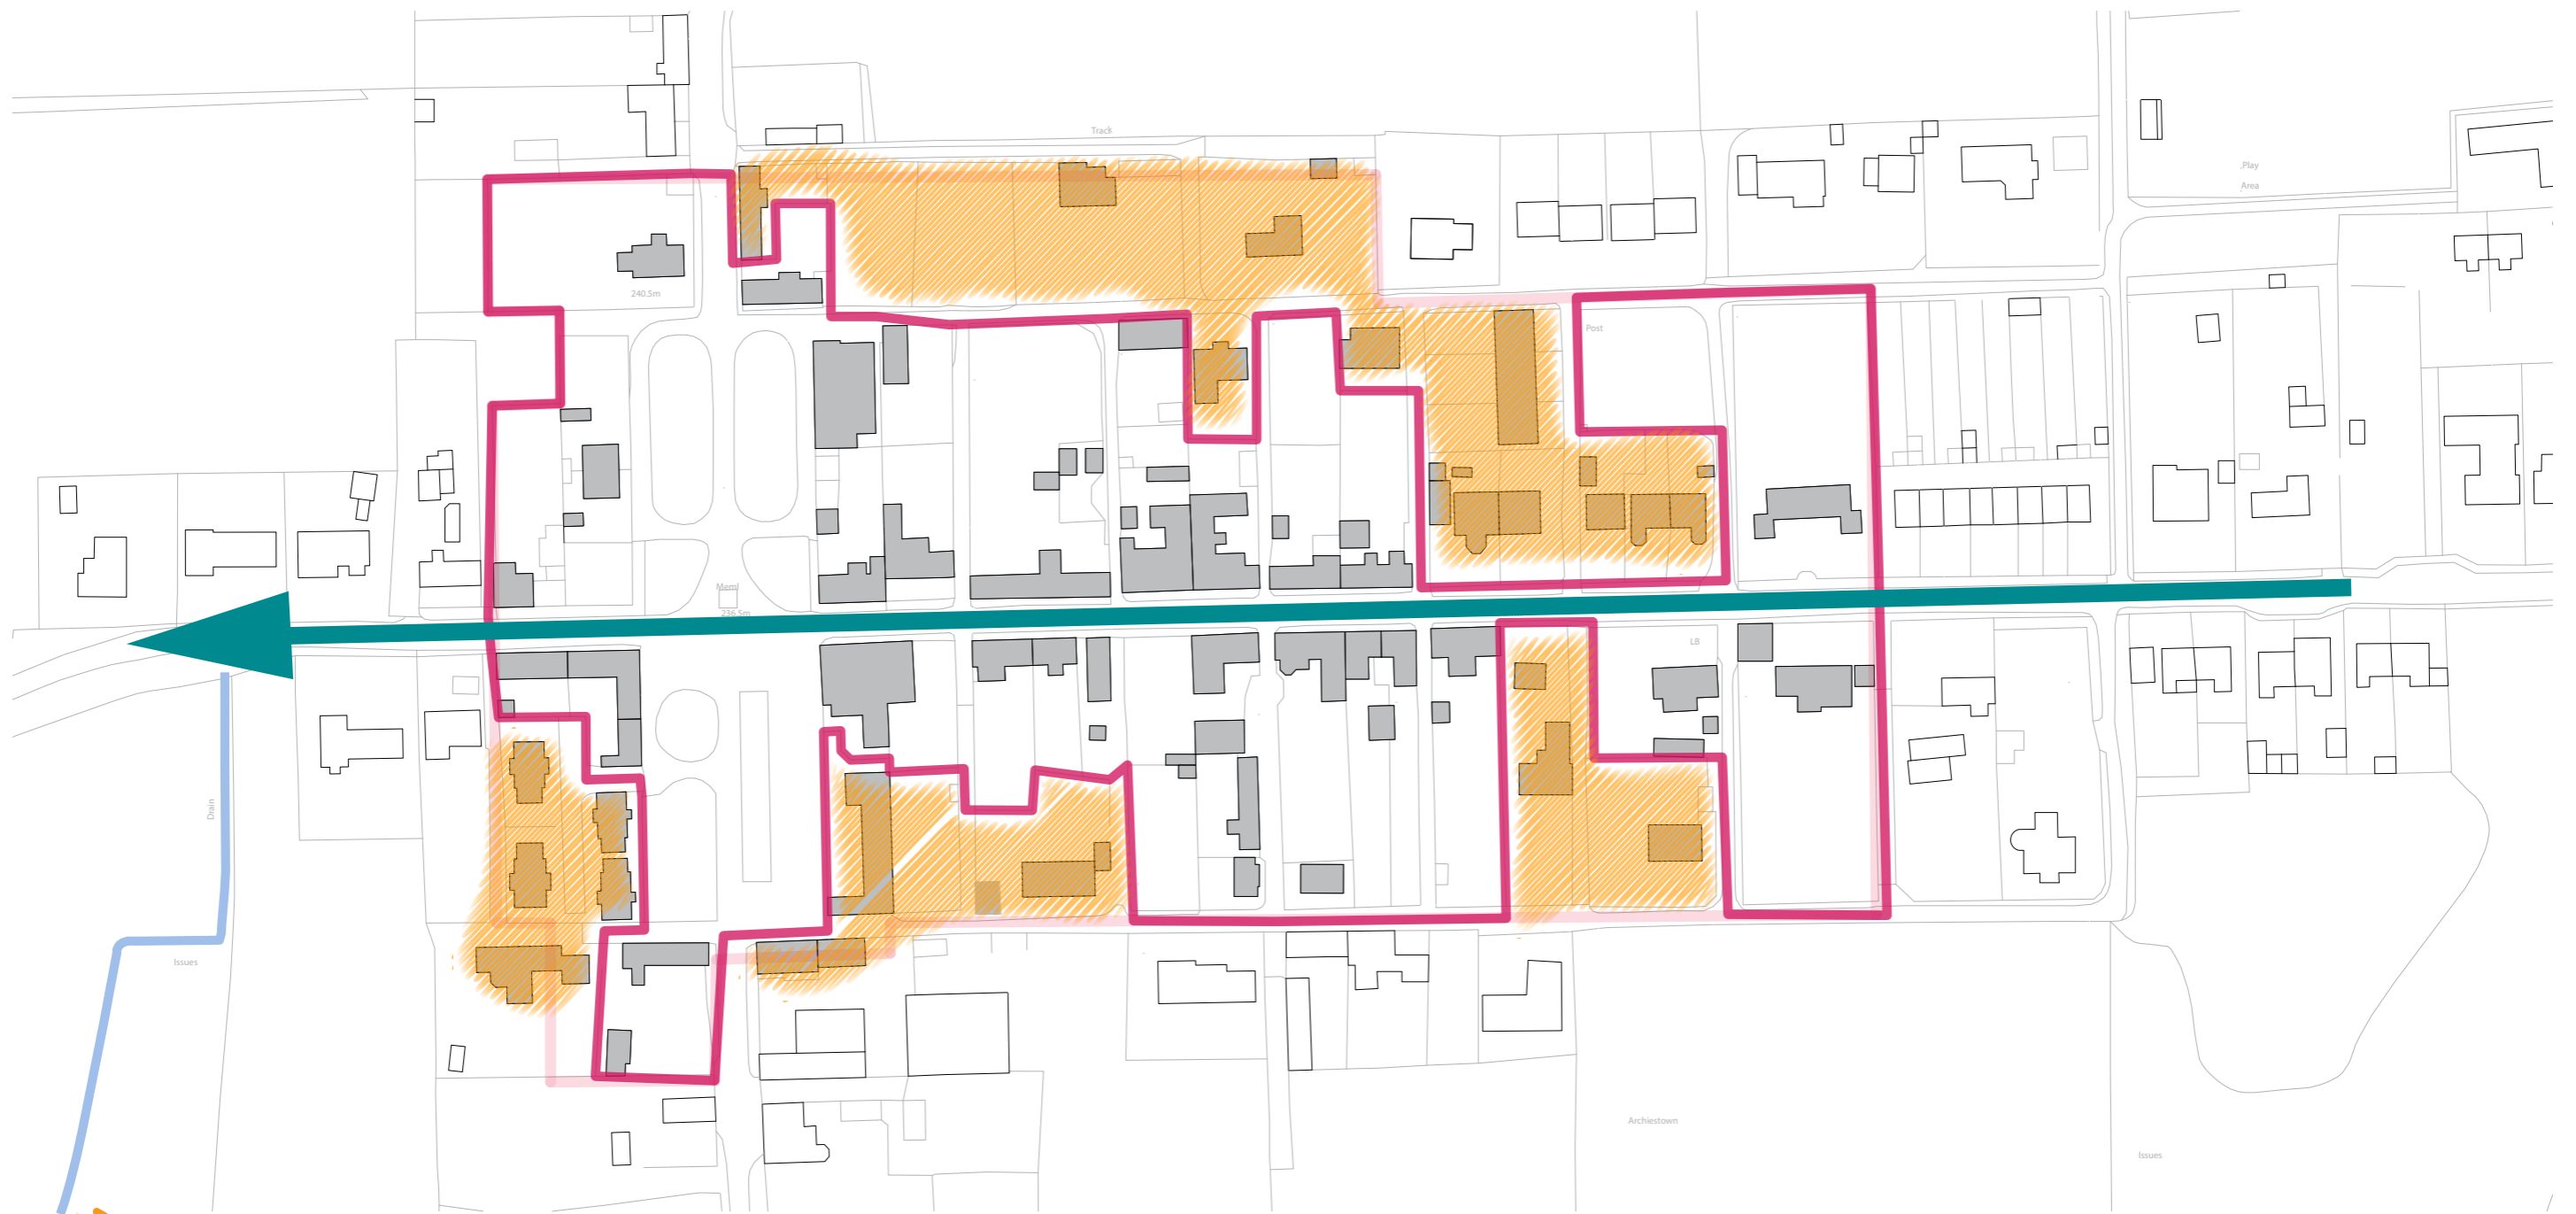 Track
Play
Area
240.5m
Post
Meml
236.5m
LB
Drain
Issues
Archiestown
Issues